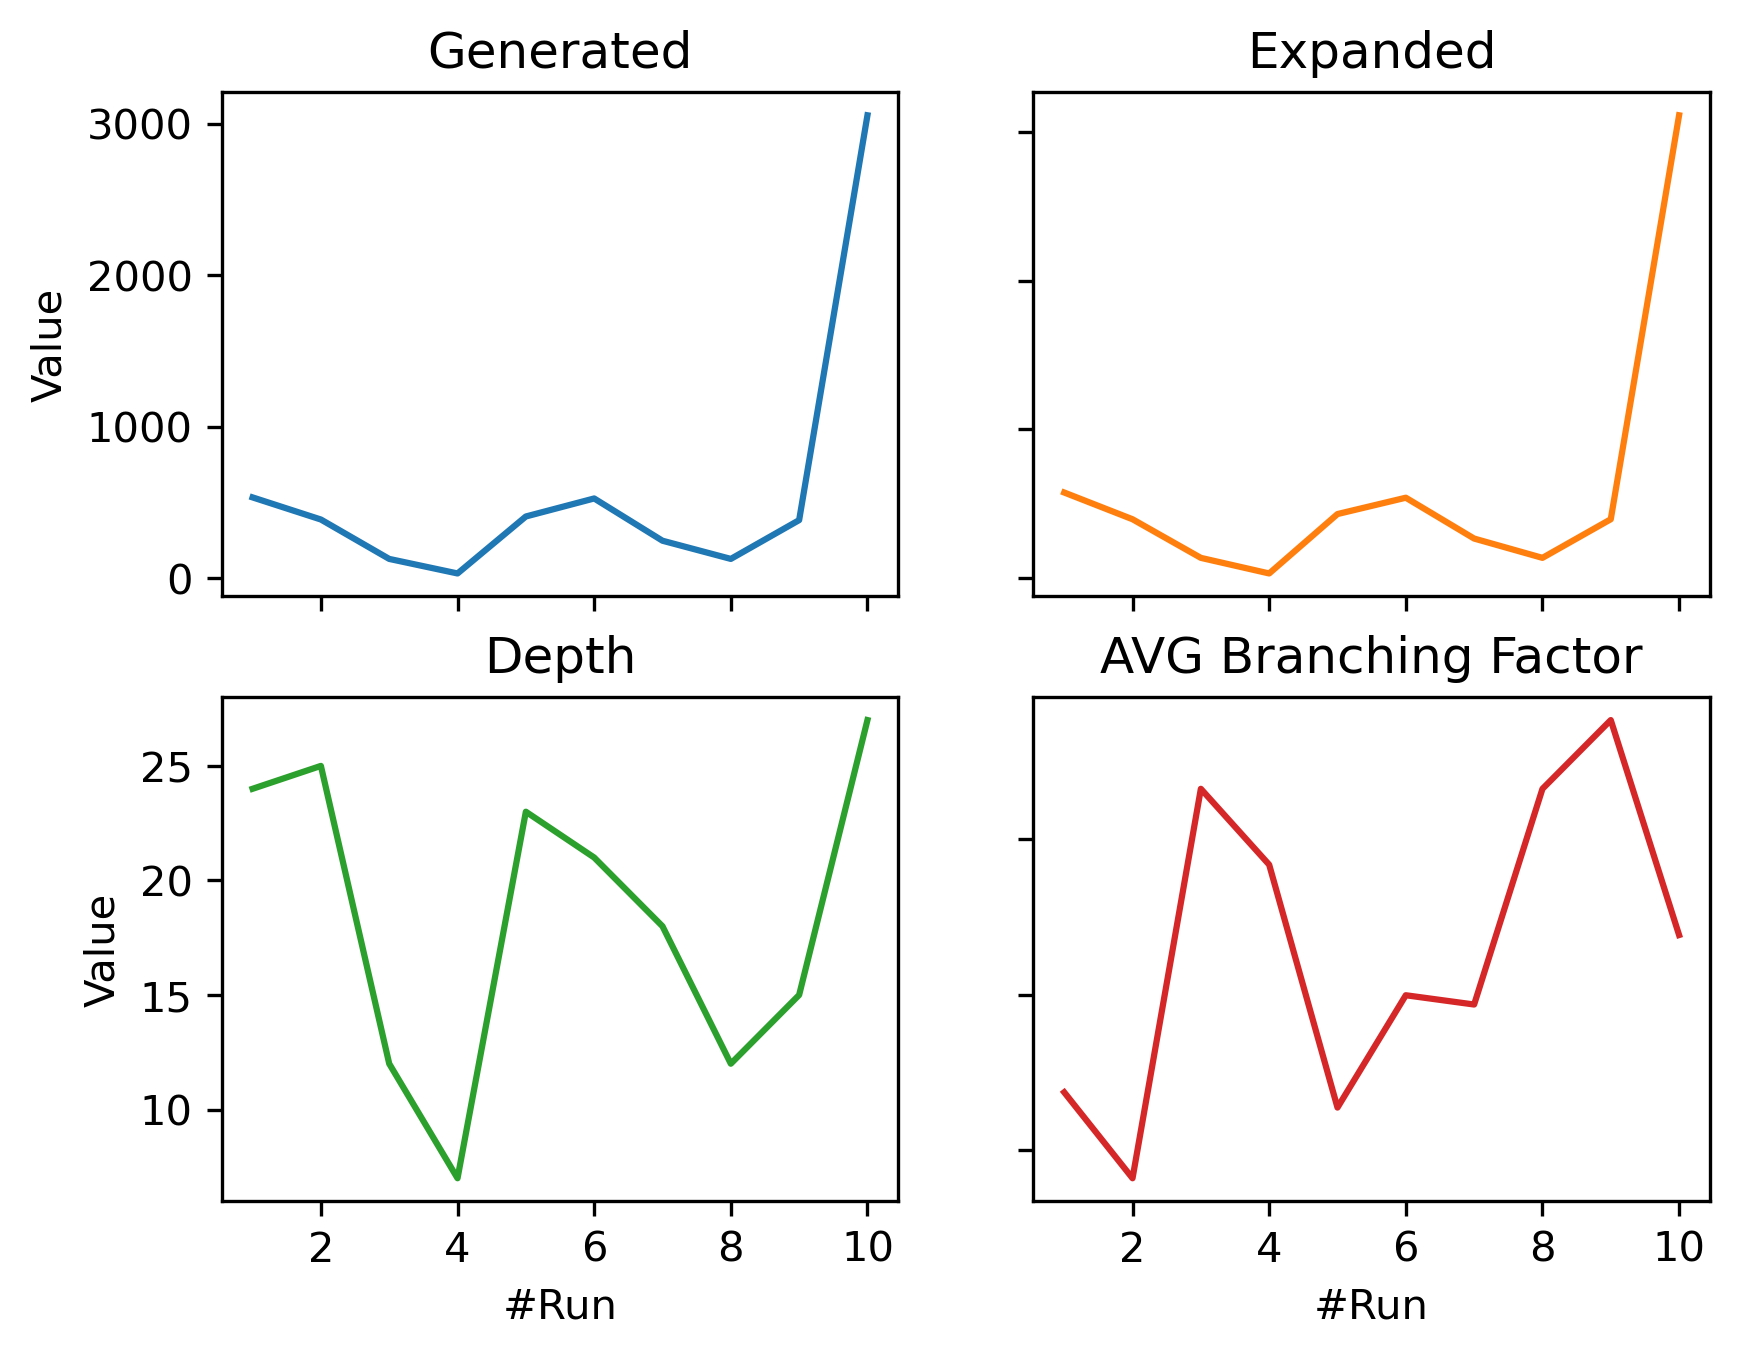 Generated
Expanded
3000
2000
1000
0
Value
Depth
AVG Branching Factor
25
20
15
10
Value
2 4 6 8 10
2 4 6 8 10
#Run
#Run